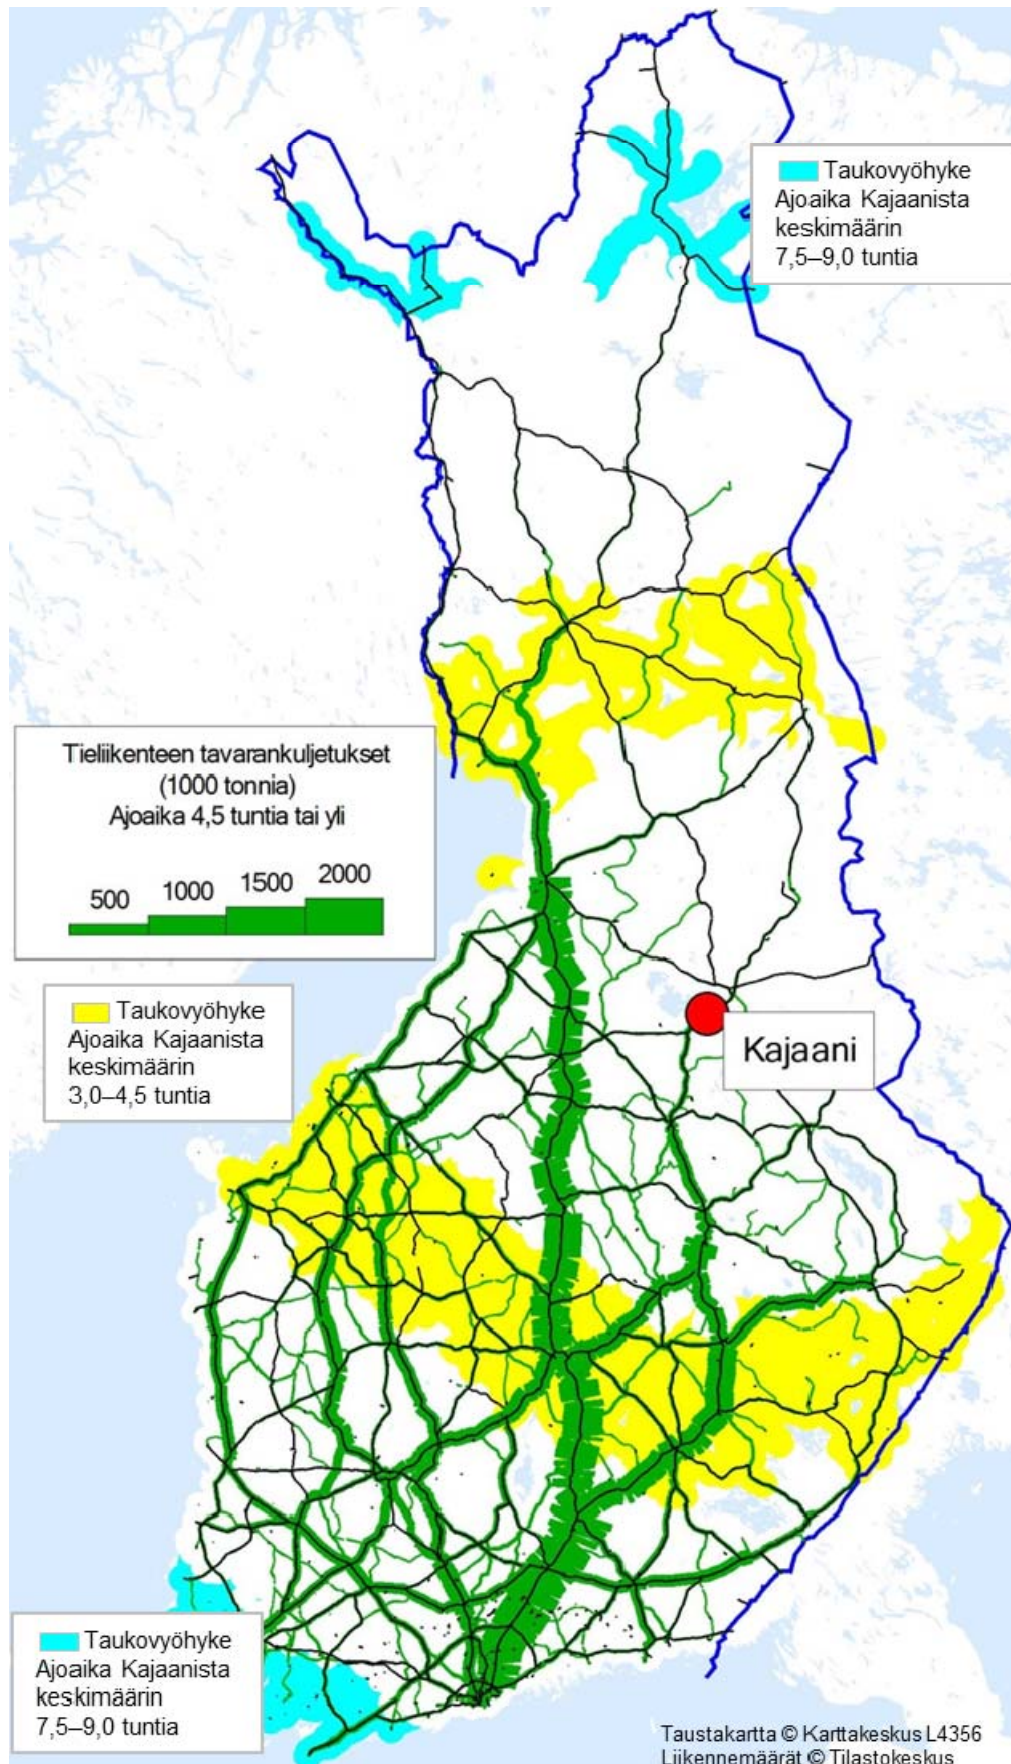 Taukovyöhyke
Ajoaika Kajaanista
keskimäärin
7,5–9,0 tuntia
Tieliikenteen tavarankuljetukset
(1000 tonnia)
Ajoaika 4,5 tuntia tai yli
500 1000 1500 2000
Taukovyöhyke
Ajoaika Kajaanista
keskimäärin
3,0–4,5 tuntia
Kajaani
Taukovyöhyke
Ajoaika Kajaanista
keskimäärin
7,5–9,0 tuntia
Taustakartta © Karttakeskus L4356
Liikennemäärät © Tilastokeskus